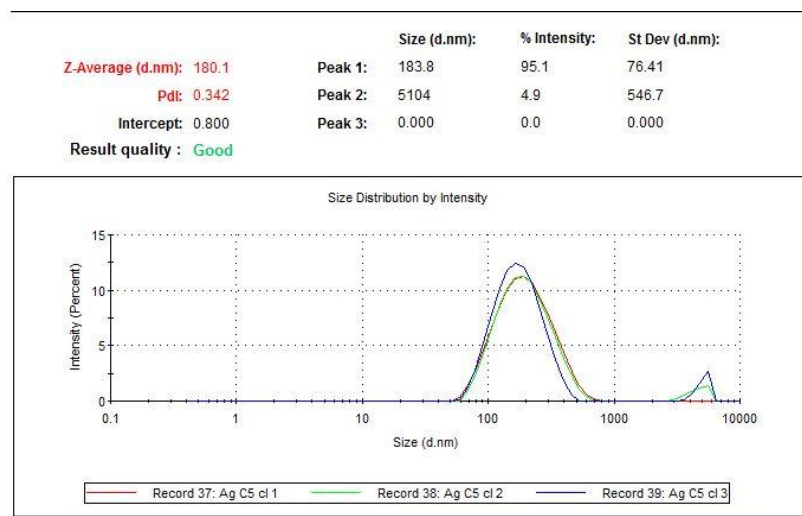 Size (d.nm): % Intensity: St Dev (d.nm):
Z-Average (d.nm): 180.1 Peak 1: 183.8 95.1 76.41
PdI: 0.342 Peak 2: 5104 4.9 546.7
Intercept: 0.800 Peak 3: 0.000 0.0 0.000
Result quality : Good
Size Distribution by Intensity
Intensity (Percent)
15
10
5
0
0.1 1 10 100 1000 10000
Size (d.nm)
Record 37: Ag C5 cl 1 Record 38: Ag C5 cl 2 Record 39: Ag C5 cl 3